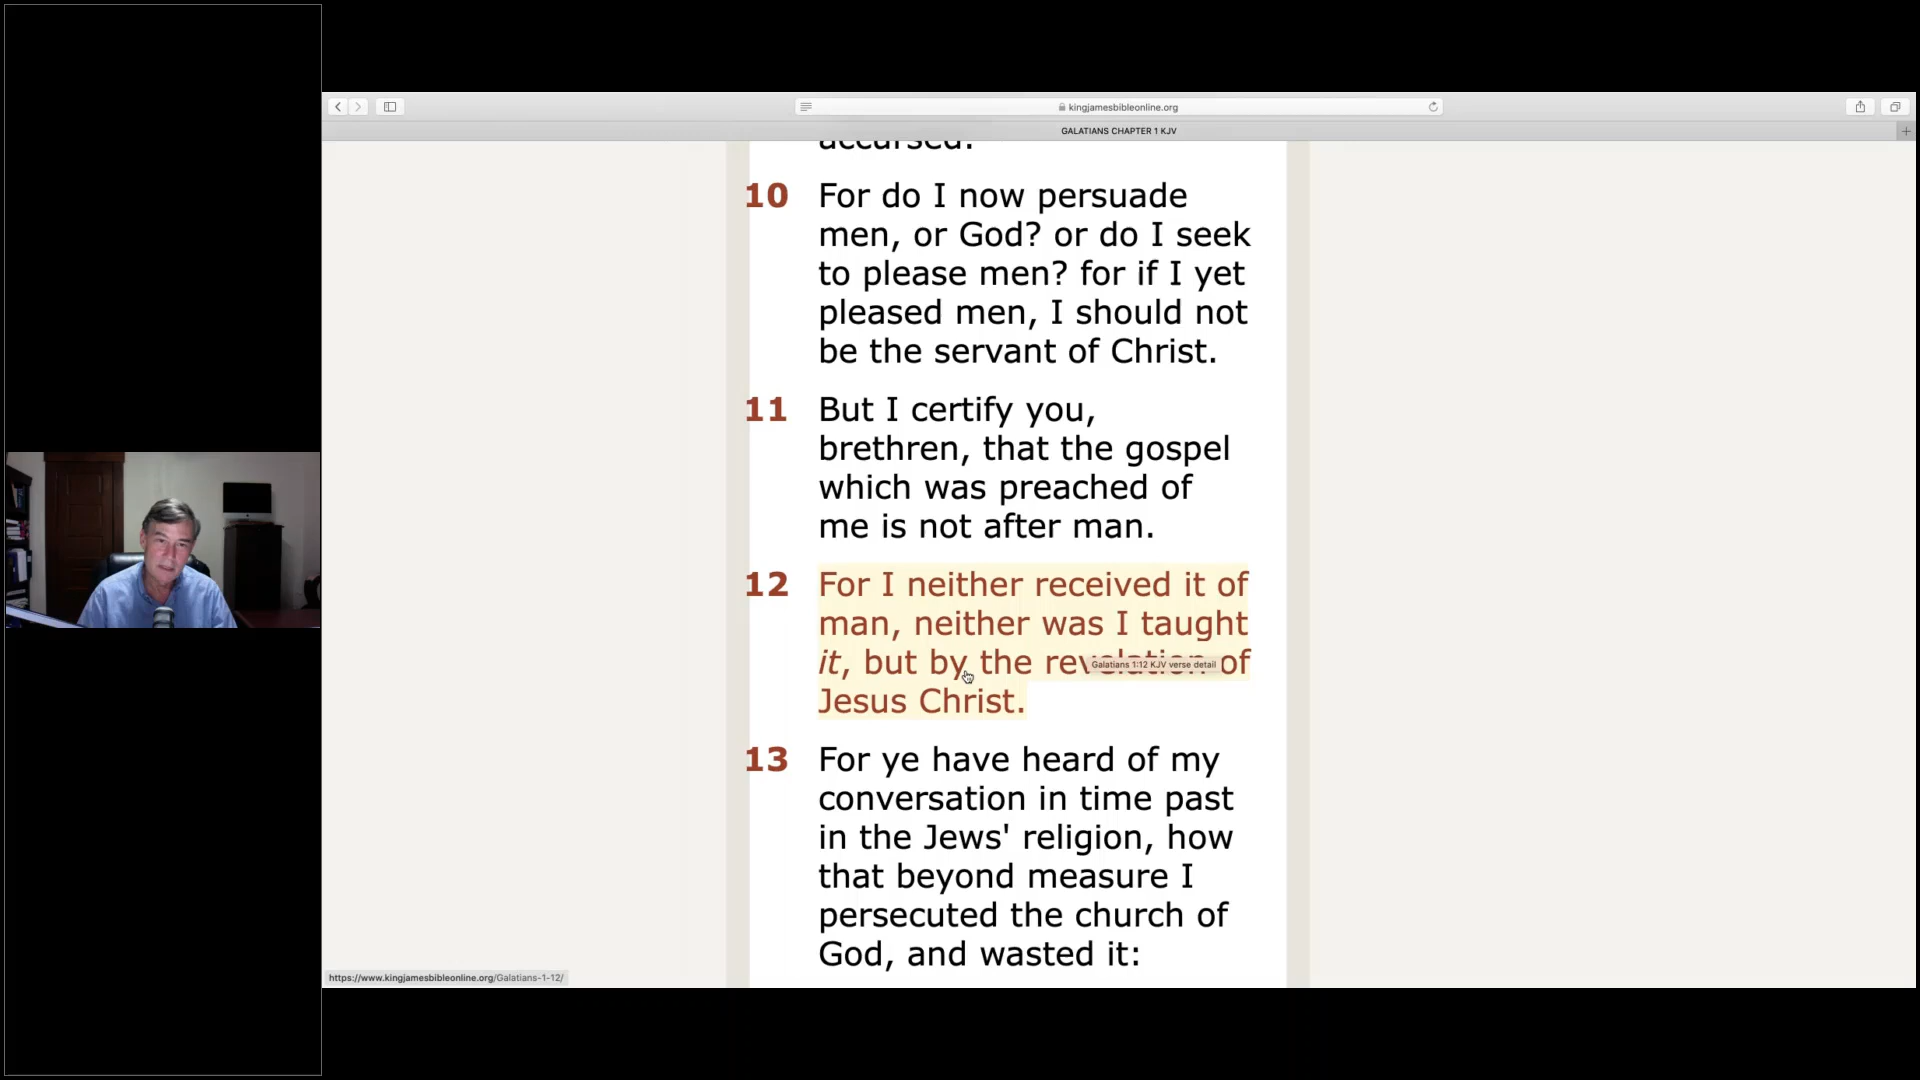 kingjamesbibleonline.org
GALATIANS CHAPTER 1 KJV
accursed.
10 For do I now persuade
men, or God? or do I seek
to please men? for if I yet
pleased men, I should not
be the servant of Christ.
11 But I certify you,
brethren, that the gospel
which was preached of
me is not after man.
12 For I neither received it of
man, neither was I taught
it, but by the revelation of
Galatians 1:12 KJV verse detail
Jesus Christ.
13 For ye have heard of my
conversation in time past
in the Jews' religion, how
that beyond measure I
persecuted the church of
God, and wasted it:
https://www.kingjamesbibleonline.org/Galatians-1-12/